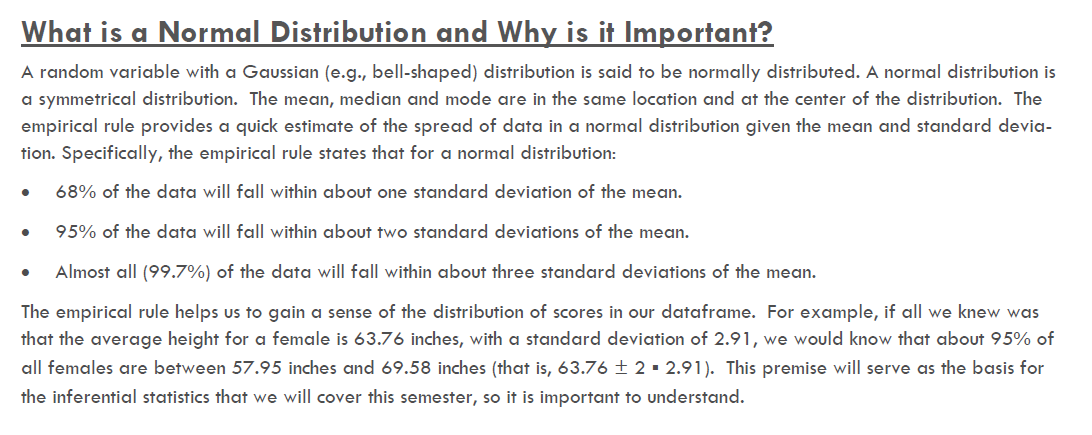 What is a Normal Distribution and Why is it Important?
A random variable with a Gaussian (e.g., bell-shaped) distribution is said to be normally distributed. A normal distribution is
a symmetrical distribution.  The mean, median and mode are in the same location and at the center of the distribution.  The
empirical rule provides a quick estimate of the spread of data in a normal distribution given the mean and standard devia-
tion. Specifically, the empirical rule states that for a normal distribution:
• 68% of the data will fall within about one standard deviation of the mean.
• 95% of the data will fall within about two standard deviations of the mean.
• Almost all (99.7%) of the data will fall within about three standard deviations of the mean.
The empirical rule helps us to gain a sense of the distribution of scores in our dataframe.  For example, if all we knew was
that the average height for a female is 63.76 inches, with a standard deviation of 2.91, we would know that about 95% of
all females are between 57.95 inches and 69.58 inches (that is, 63.76 ± 2 ▪ 2.91).  This premise will serve as the basis for
the inferential statistics that we will cover this semester, so it is important to understand.